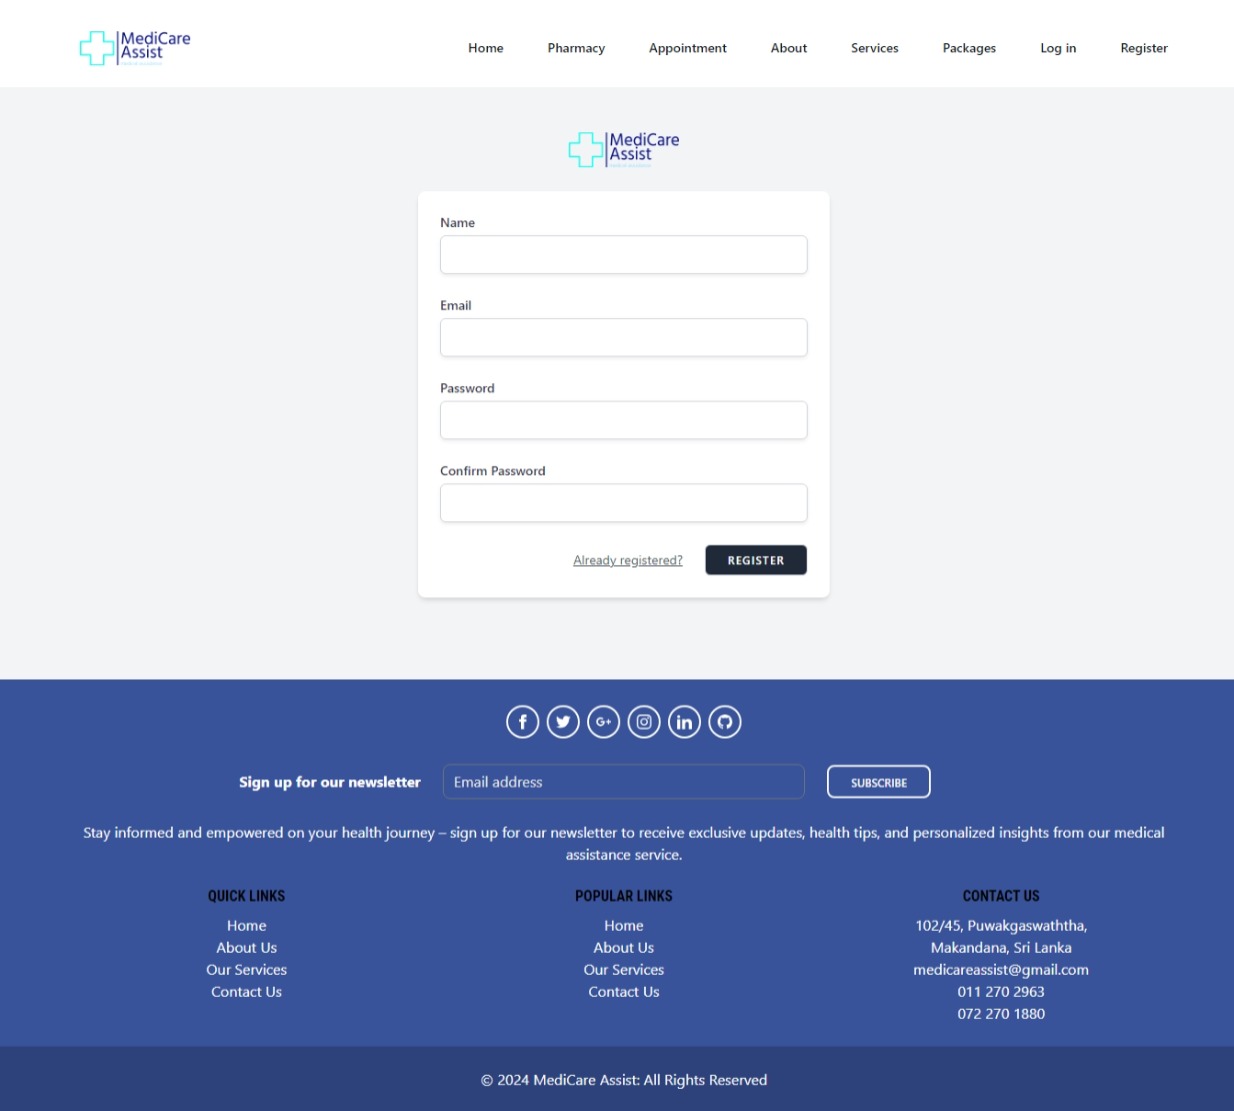 MediCare
Assist
Home
Pharmacy
Appointment
About
Services
Packages
Log in
Register
MediCare
Assist
Name
Email
Password
Confirm Password
Already registered?
REGISTER
Sign up for our newsletter
Email address
SUBSCRIBE
Stay informed and empowered on your health journey – sign up for our newsletter to receive exclusive updates, health tips, and personalized insights from our medical
assistance service.
QUICK LINKS
Home
About Us
Our Services
Contact Us
POPULAR LINKS
Home
About Us
Our Services
Contact Us
CONTACT US
102/45, Puwakgaswaththa,
Makandana, Sri Lanka
medicareassist@gmail.com
011 270 2963
072 270 1880
© 2024 MediCare Assist: All Rights Reserved